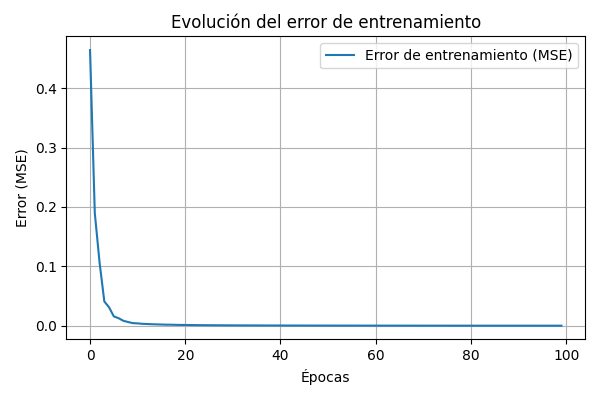 Evolución del error de entrenamiento
Error de entrenamiento (MSE)
Error (MSE)
0.4
0.3
0.2
0.1
0.0
0 20 40 60 80 100
Épocas